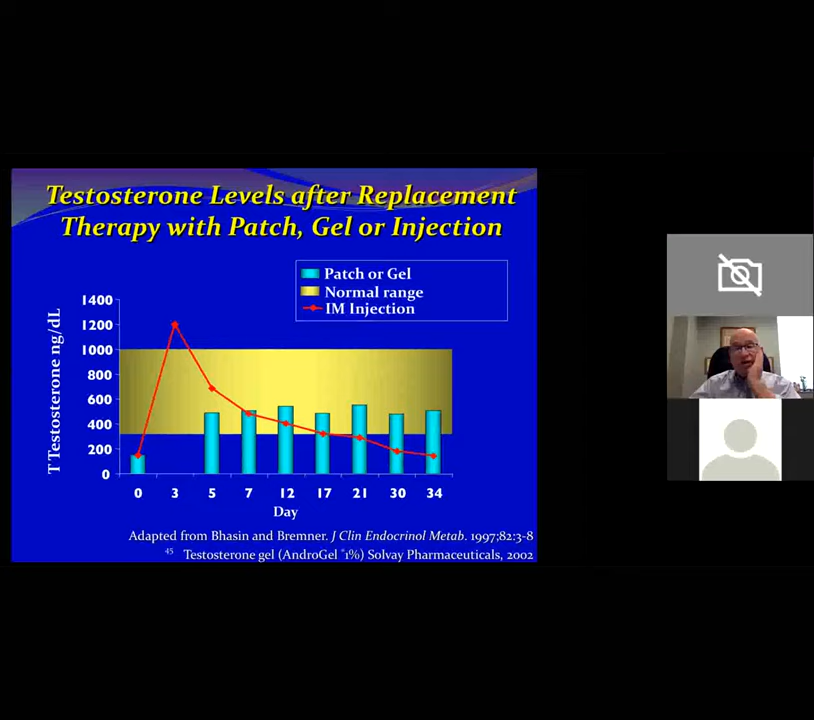 Testosterone Levels after Replacement
Therapy with Patch, Gel or Injection
Patch or Gel
Normal range
IM Injection
T Testosterone ng/dL
1400
1200
1000
800
600
400
200
0
0 3 5 7 12 17 21 30 34
Day
Adapted from Bhasin and Bremner. J Clin Endocrinol Metab. 1997;82:3-8
45 Testosterone gel (AndroGel ®1%) Solvay Pharmaceuticals, 2002